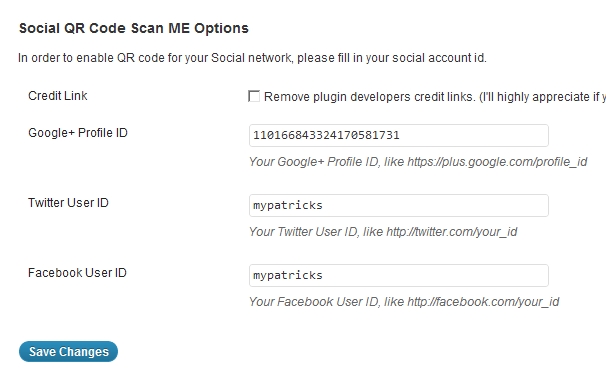 Social QR Code Scan ME Options
In order to enable QR code for your Social network, please fill in your social account id.
Credit Link
Remove plugin developers credit links. (I'll highly appreciate if
Google+ Profile ID
110166843324170581731
Your Google+ Profile ID, like https://plus.google.com/profile_id
Twitter User ID
mypatricks
Your Twitter User ID, like http://twitter.com/your_id
Facebook User ID
mypatricks
Your Facebook User ID, like http://facebook.com/your_id
Save Changes